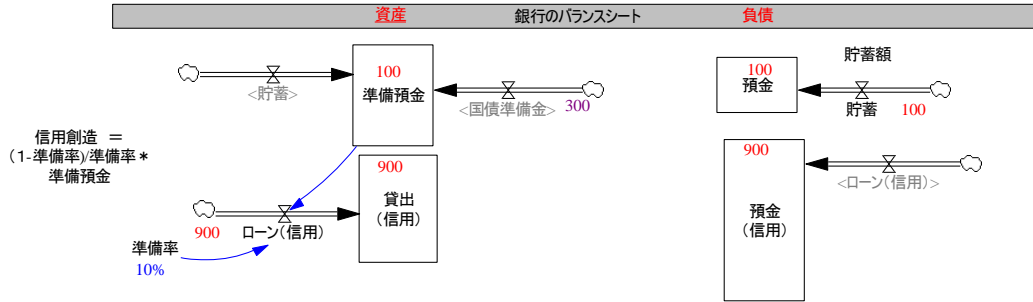 資産 銀行のバランスシート 負債
100
準備預金
<貯蓄>
<国債準備金> 300
100
預金
貯蓄額
貯蓄 100
信用創造 =
(1-準備率)/準備率*
準備預金
900
貸出
(信用)
900
ローン(信用)
準備率
10%
900
預金
(信用)
<ローン(信用)>